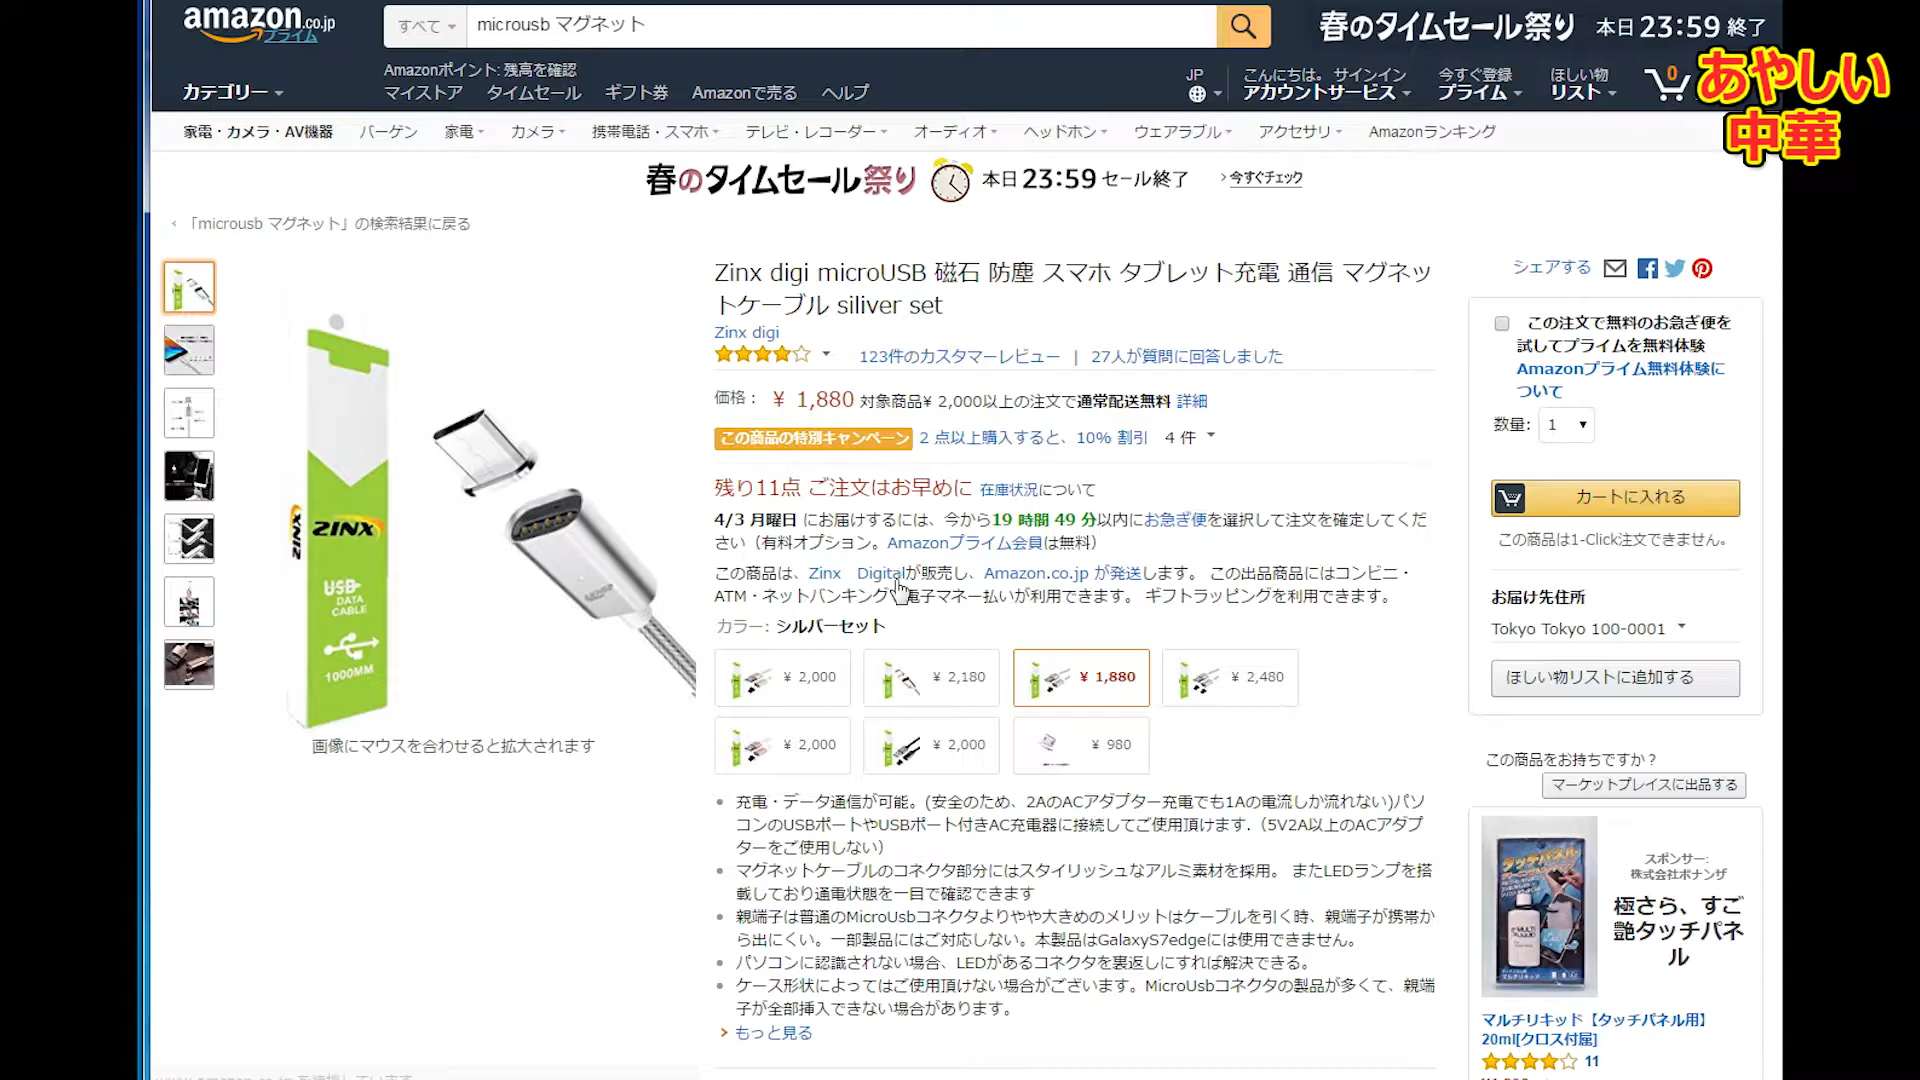 amazon.co.jp
プライム
すべて
microusb マグネット
春のタイムセール祭り 本日23:59終了
あやしい
中華
Amazonポイント: 残高を確認
カテゴリー
マイストア タイムセール ギフト券 Amazonで売る ヘルプ
JP
こんにちは。サインイン
アカウントサービス
今すぐ登録
プライム
ほしい物
リスト
0
家電・カメラ・AV機器 バーゲン 家電 カメラ 携帯電話・スマホ テレビ・レコーダー オーディオ ヘッドホン ウェアラブル アクセサリ Amazonランキング
春のタイムセール祭り 本日23:59セール終了 ›今すぐチェック
‹ 「microusb マグネット」の検索結果に戻る
ZINX
ZINX
USB
DATA
CABLE
1000MM
画像にマウスを合わせると拡大されます
Zinx digi microUSB 磁石 防塵 スマホ タブレット充電 通信 マグネッ
トケーブル siliver set
Zinx digi
123件のカスタマーレビュー | 27人が質問に回答しました
価格： ￥ 1,880 対象商品¥ 2,000以上の注文で通常配送無料 詳細
この商品の特別キャンペーン 2 点以上購入すると、10% 割引 4 件
残り11点 ご注文はお早めに 在庫状況について
4/3 月曜日 にお届けするには、今から19 時間 49 分以内にお急ぎ便を選択して注文を確定してくだ
さい（有料オプション。Amazonプライム会員は無料）
この商品は、Zinx Digitalが販売し、Amazon.co.jp が発送します。 この出品商品にはコンビニ・
ATM・ネットバンキング・電子マネー払いが利用できます。 ギフトラッピングを利用できます。
カラー: シルバーセット
￥ 2,000 ￥ 2,180 ￥ 1,880 ￥ 2,480
￥ 2,000 ￥ 2,000 ￥ 980
充電・データ通信が可能。(安全のため、2AのACアダプター充電でも1Aの電流しか流れない)パソ
コンのUSBポートやUSBポート付きAC充電器に接続してご使用頂けます.（5V2A以上のACアダプ
ターをご使用しない）
マグネットケーブルのコネクタ部分にはスタイリッシュなアルミ素材を採用。 またLEDランプを搭
載しており通電状態を一目で確認できます
親端子は普通のMicroUsbコネクタよりやや大きめのメリットはケーブルを引く時、親端子が携帯か
ら出にくい。一部製品にはご対応しない。本製品はGalaxyS7edgeには使用できません。
パソコンに認識されない場合、LEDがあるコネクタを裏返しにすれば解決できる。
ケース形状によってはご使用頂けない場合がございます。MicroUsbコネクタの製品が多くて、親端
子が全部挿入できない場合があります。
› もっと見る
シェアする
この注文で無料のお急ぎ便を
試してプライムを無料体験
Amazonプライム無料体験に
ついて
数量: 1
カートに入れる
この商品は1-Click注文できません。
お届け先住所
Tokyo Tokyo 100-0001
ほしい物リストに追加する
この商品をお持ちですか？
マーケットプレイスに出品する
スポンサー:
株式会社ボナンザ
極さら、すご
艶タッチパネ
ル
マルチリキッド【タッチパネル用】
20ml[クロス付属]
11